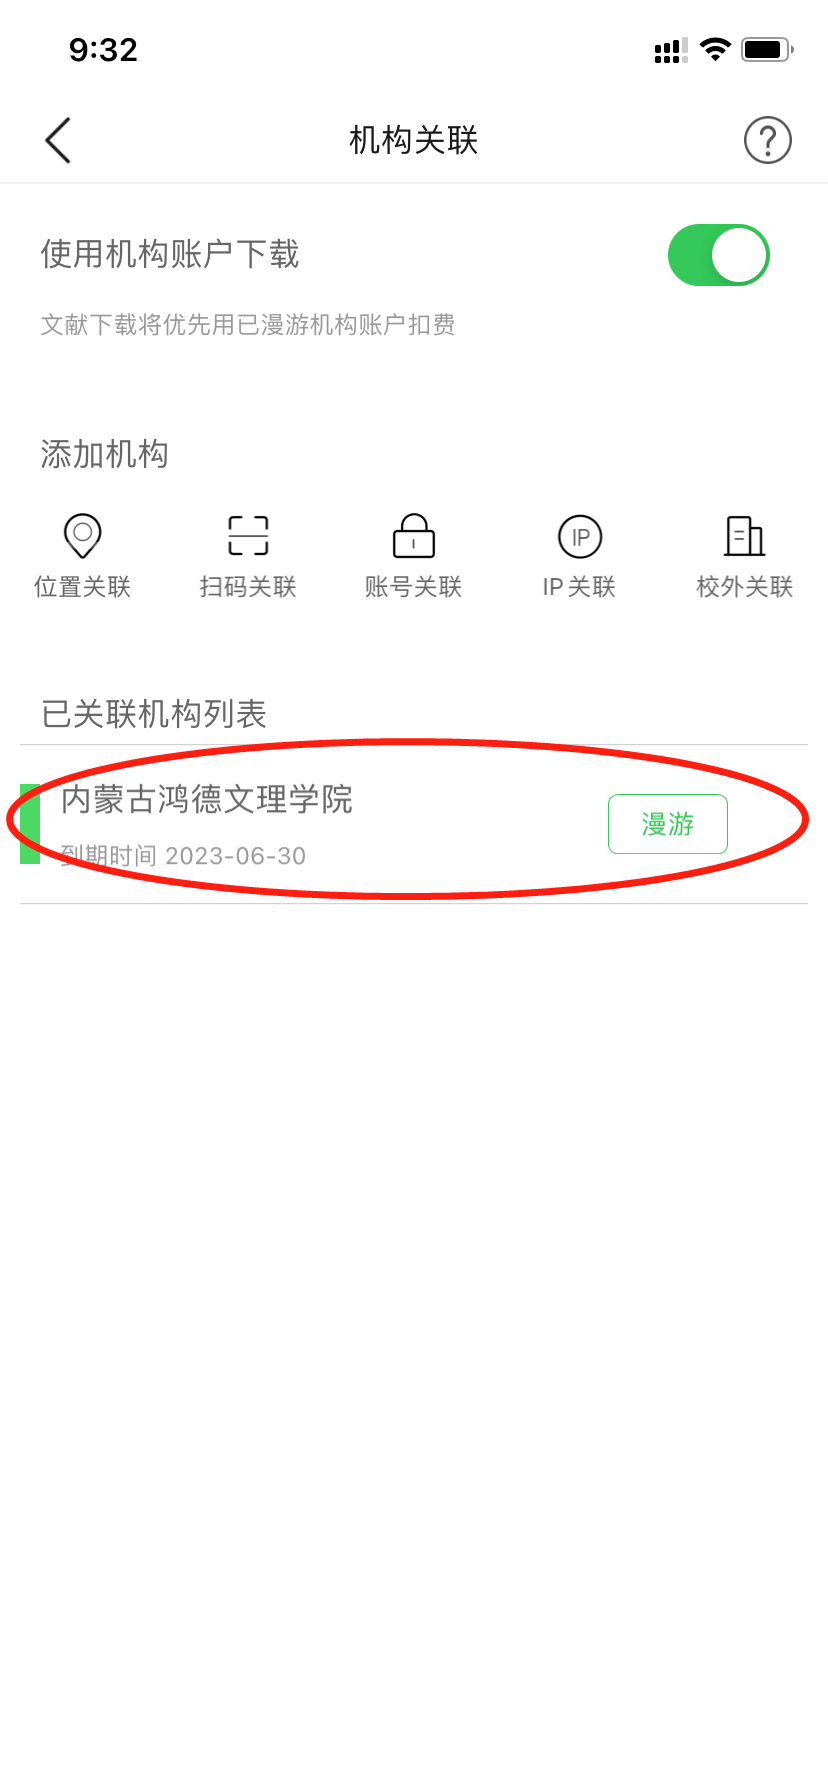 9:32
机构关联
使用机构账户下载
文献下载将优先用已漫游机构账户扣费
添加机构
IP
位置关联 扫码关联 账号关联 IP关联 校外关联
已关联机构列表
内蒙古鸿德文理学院
漫游
到期时间 2023-06-30